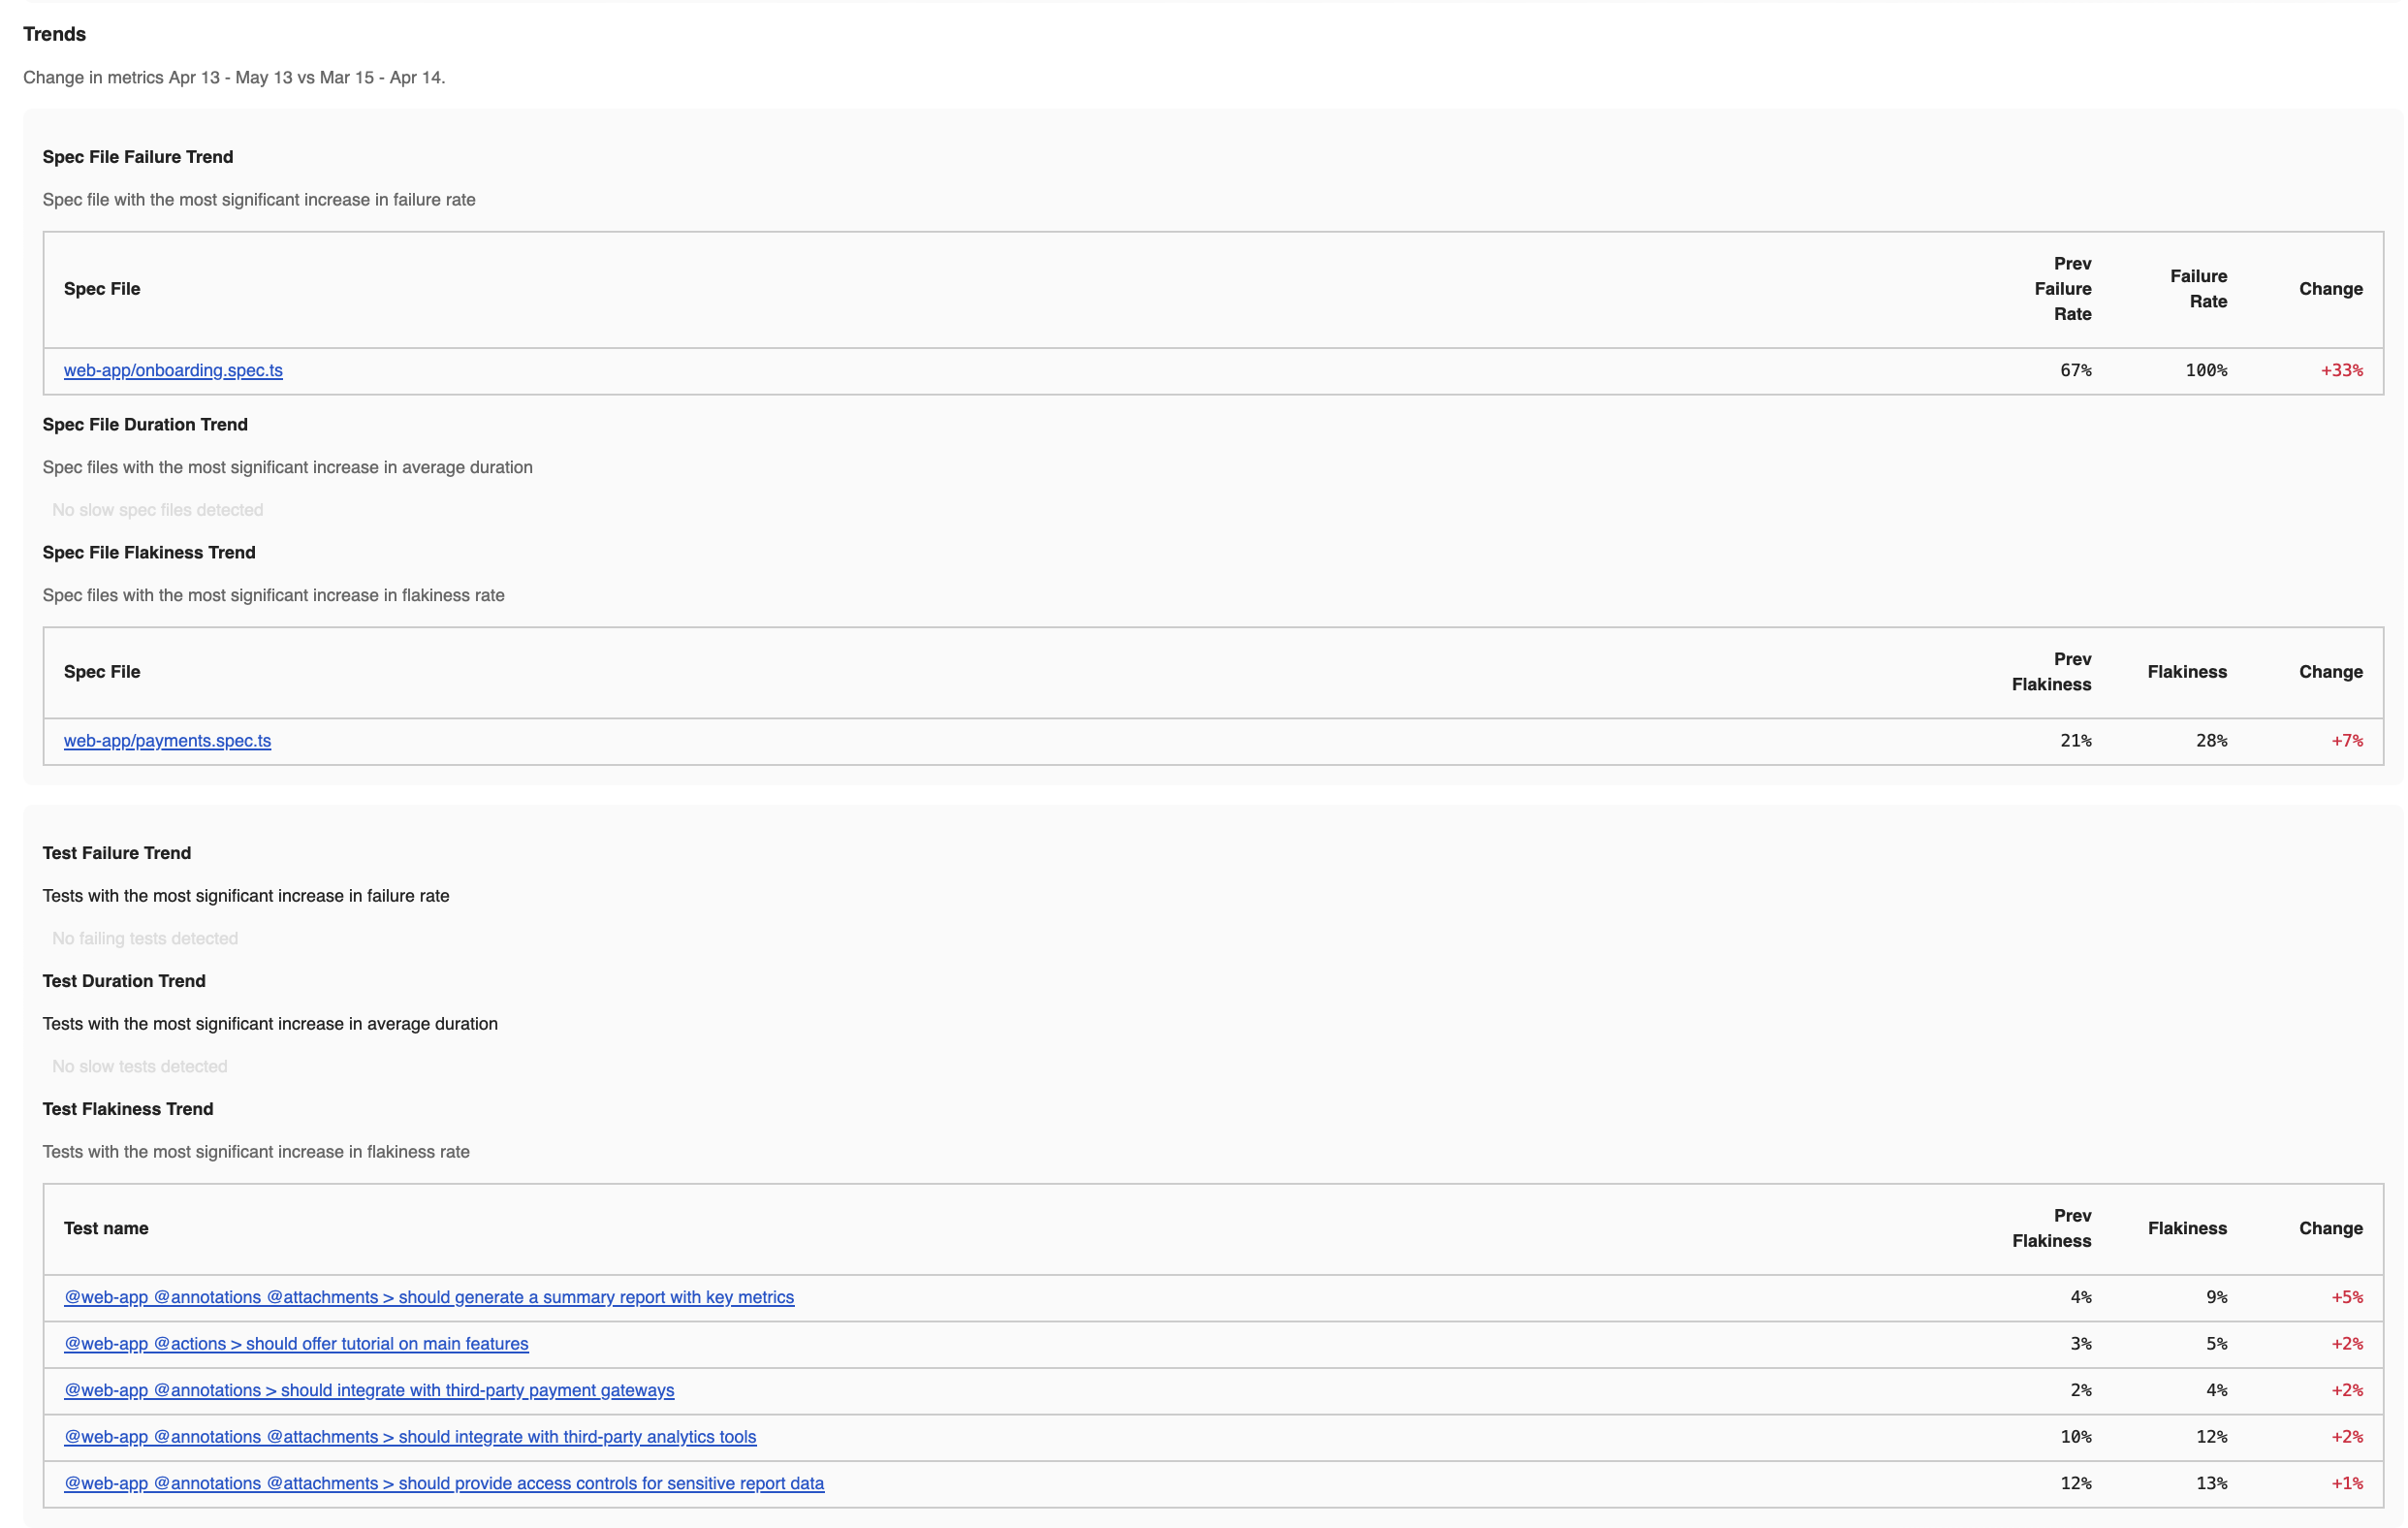 Trends
Change in metrics Apr 13 - May 13 vs Mar 15 - Apr 14.
Spec File Failure Trend
Spec file with the most significant increase in failure rate
Spec File
Prev Failure Rate
Failure Rate
Change
web-app/onboarding.spec.ts 67% 100% +33%
Spec File Duration Trend
Spec files with the most significant increase in average duration
No slow spec files detected
Spec File Flakiness Trend
Spec files with the most significant increase in flakiness rate
Spec File
Prev Flakiness
Flakiness
Change
web-app/payments.spec.ts 21% 28% +7%
Test Failure Trend
Tests with the most significant increase in failure rate
No failing tests detected
Test Duration Trend
Tests with the most significant increase in average duration
No slow tests detected
Test Flakiness Trend
Tests with the most significant increase in flakiness rate
Test name
Prev Flakiness
Flakiness
Change
@web-app @annotations @attachments > should generate a summary report with key metrics 4% 9% +5%
@web-app @actions > should offer tutorial on main features 3% 5% +2%
@web-app @annotations > should integrate with third-party payment gateways 2% 4% +2%
@web-app @annotations @attachments > should integrate with third-party analytics tools 10% 12% +2%
@web-app @annotations @attachments > should provide access controls for sensitive report data 12% 13% +1%